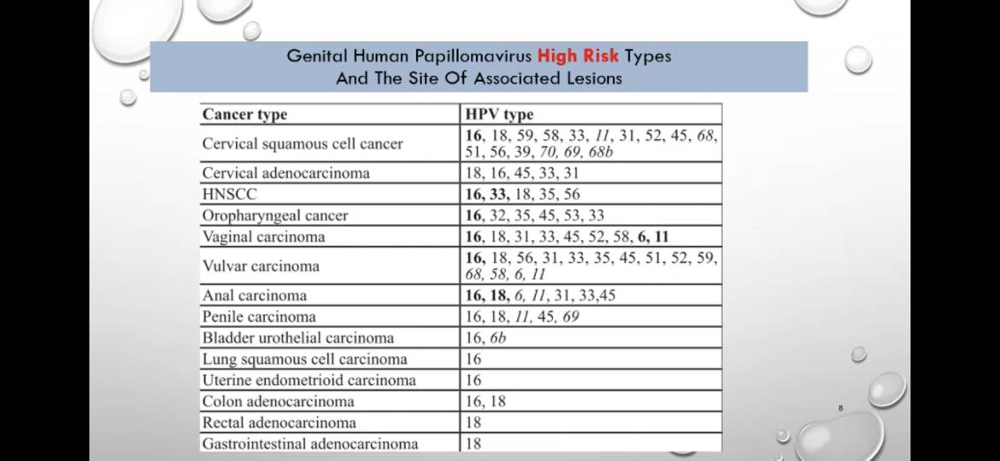 Genital Human Papillomavirus High Risk Types
And The Site Of Associated Lesions
Cancer type HPV type
Cervical squamous cell cancer 16, 18, 59, 58, 33, 11, 31, 52, 45, 68,
51, 56, 39, 70, 69, 68b
Cervical adenocarcinoma 18, 16, 45, 33, 31
HNSCC 16, 33, 18, 35, 56
Oropharyngeal cancer 16, 32, 35, 45, 53, 33
Vaginal carcinoma 16, 18, 31, 33, 45, 52, 58, 6, 11
Vulvar carcinoma 16, 18, 56, 31, 33, 35, 45, 51, 52, 59,
68, 58, 6, 11
Anal carcinoma 16, 18, 6, 11, 31, 33,45
Penile carcinoma 16, 18, 11, 45, 69
Bladder urothelial carcinoma 16, 6b
Lung squamous cell carcinoma 16
Uterine endometrioid carcinoma 16
Colon adenocarcinoma 16, 18
Rectal adenocarcinoma 18
Gastrointestinal adenocarcinoma 18
8